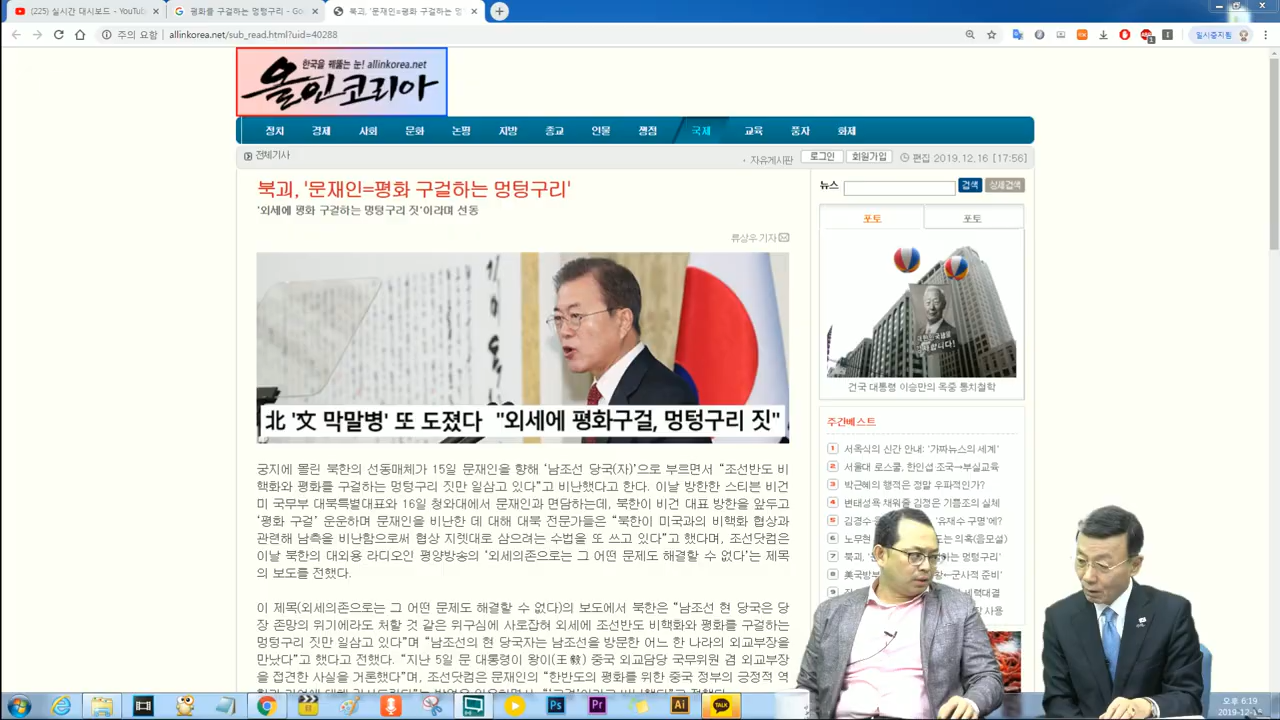 (225) 실시간 대시보드 - YouTube
평화를 구걸하는 멍텅구리 - Go
북괴, '문재인=평화 구걸하는 멍
주의 요함
allinkorea.net/sub_read.html?uid=40288
일시중지됨
한국을 꿰뚫는 눈! allinkorea.net
올인코리아
정치 경제 사회 문화 논평 지방 종교 인물 쟁점 국제 교육 풍자 화제
전체기사
· 자유게시판
로그인
회원가입
편집 2019.12.16 [17:56]
북괴, '문재인=평화 구걸하는 멍텅구리'
'외세에 평화 구걸하는 멍텅구리 짓'이라며 선동
류상우 기자
北 '文 막말병' 또 도졌다 "외세에 평화구걸, 멍텅구리 짓"
궁지에 몰린 북한의 선동매체가 15일 문재인을 향해 '남조선 당국(자)'으로 부르면서 "조선반도 비
핵화와 평화를 구걸하는 멍텅구리 짓만 일삼고 있다"고 비난했다고 한다. 이날 방한한 스티븐 비건
미 국무부 대북특별대표와 16일 청와대에서 문재인과 면담하는데, 북한이 비건 대표 방한을 앞두고
'평화 구걸' 운운하며 문재인을 비난한 데 대해 대북 전문가들은 "북한이 미국과의 비핵화 협상과
관련해 남측을 비난함으로써 협상 지렛대로 삼으려는 수법을 또 쓰고 있다"고 했다며, 조선닷컴은
이날 북한의 대외용 라디오인 평양방송의 '외세의존으로는 그 어떤 문제도 해결할 수 없다'는 제목
의 보도를 전했다.
이 제목(외세의존으로는 그 어떤 문제도 해결할 수 없다)의 보도에서 북한은 "남조선 현 당국은 당
장 존망의 위기에라도 처할 것 같은 위구심에 사로잡혀 외세에 조선반도 비핵화와 평화를 구걸하는
멍텅구리 짓만 일삼고 있다"며 "남조선의 현 당국자는 남조선을 방문한 어느 한 나라의 외교부장을
만났다"고 했다고 전했다. "지난 5일 문 대통령이 왕이(王毅) 중국 외교담당 국무위원 겸 외교부장
을 접견한 사실을 거론했다"며, 조선닷컴은 문재인의 "한반도의 평화를 위한 중국 정부의 긍정적 역
뉴스
검색
상세검색
포토
포토
건국 대통령 이승만의 옥중 통치철학
주간베스트
1 서옥식의 신간 안내: '가짜뉴스의 세계'
2 서울대 로스쿨, 한인섭 조국→부실교육
3 박근혜의 행적은 정말 우파적인가?
4 변태성욕 채워줄 김정은 기쁨조의 실체
5 김경수 '유재수 구명'에?
6 노무현 도는 의혹(음모설)
7 북괴, 하는 멍텅구리'
8 美국방부 ←군사적 준비'
9 세력대결
사용
Ps
Pr
Ai
TALK
오후 6:19